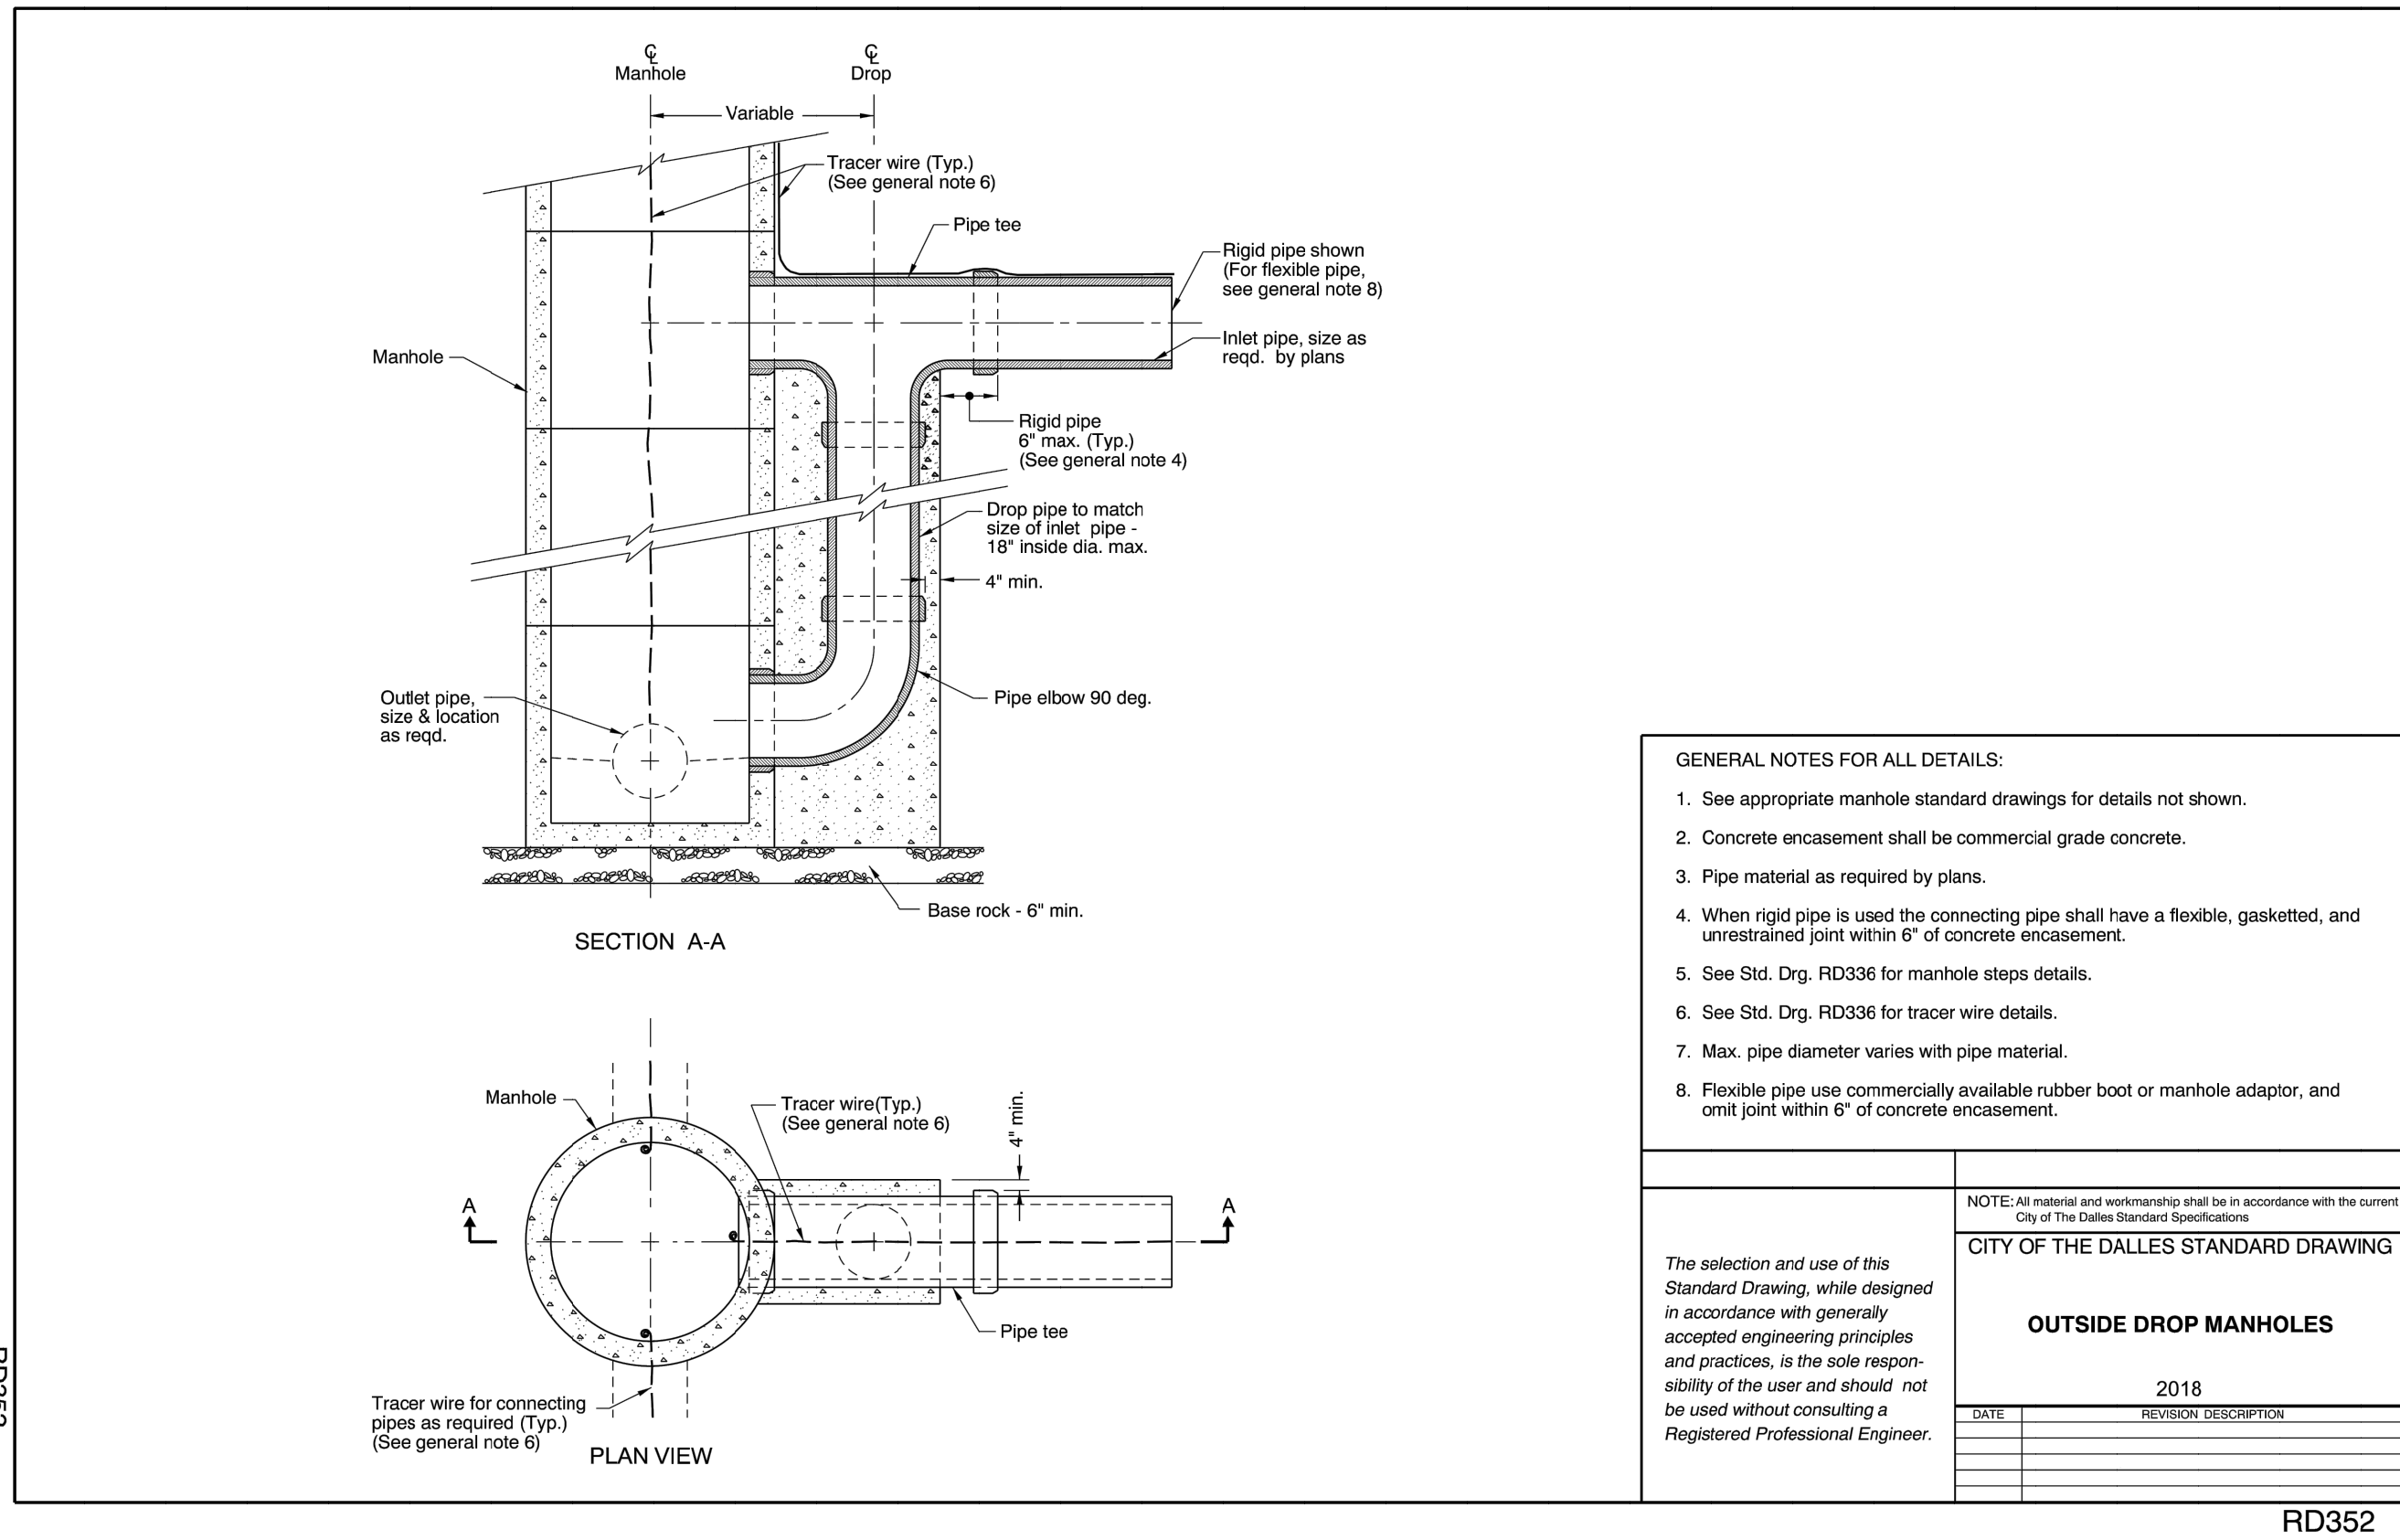 ℄
Manhole
℄
Drop
Variable
Tracer wire (Typ.)
(See general note 6)
Pipe tee
Rigid pipe shown
(For flexible pipe,
see general note 8)
Inlet pipe, size as
reqd. by plans
Manhole
Rigid pipe
6" max. (Typ.)
(See general note 4)
Drop pipe to match
size of inlet pipe -
18" inside dia. max.
4" min.
Outlet pipe,
size & location
as reqd.
Pipe elbow 90 deg.
Base rock - 6" min.
SECTION A-A
Manhole
Tracer wire(Typ.)
(See general note 6)
4" min.
A
A
Pipe tee
Tracer wire for connecting
pipes as required (Typ.)
(See general note 6)
PLAN VIEW
GENERAL NOTES FOR ALL DETAILS:
1. See appropriate manhole standard drawings for details not shown.
2. Concrete encasement shall be commercial grade concrete.
3. Pipe material as required by plans.
4. When rigid pipe is used the connecting pipe shall have a flexible, gasketted, and
unrestrained joint within 6" of concrete encasement.
5. See Std. Drg. RD336 for manhole steps details.
6. See Std. Drg. RD336 for tracer wire details.
7. Max. pipe diameter varies with pipe material.
8. Flexible pipe use commercially available rubber boot or manhole adaptor, and
omit joint within 6" of concrete encasement.
The selection and use of this
Standard Drawing, while designed
in accordance with generally
accepted engineering principles
and practices, is the sole respon-
sibility of the user and should not
be used without consulting a
Registered Professional Engineer.
NOTE: All material and workmanship shall be in accordance with the current
City of The Dalles Standard Specifications
CITY OF THE DALLES STANDARD DRAWING
OUTSIDE DROP MANHOLES
2018
DATE REVISION DESCRIPTION
RD352